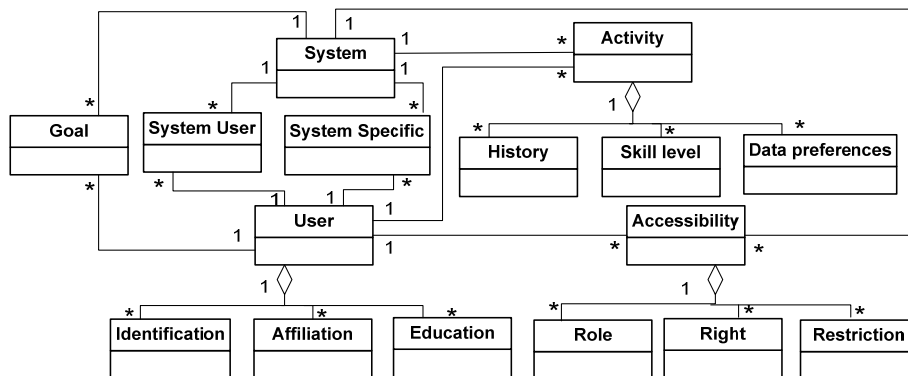 1
1
System
1
*
Activity
1
1
*
*
*
*
1
Goal
System User
System Specific
*
*
*
History
Skill level
Data preferences
*
*
*
1
1
1
User
Accessibility
1
1
*
*
1
1
*
*
*
*
*
*
Identification
Affiliation
Education
Role
Right
Restriction